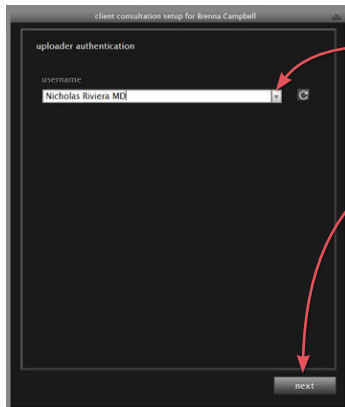 client consultation setup for Brenna Campbell
uploader authentication
username
Nicholas Riviera MD
next